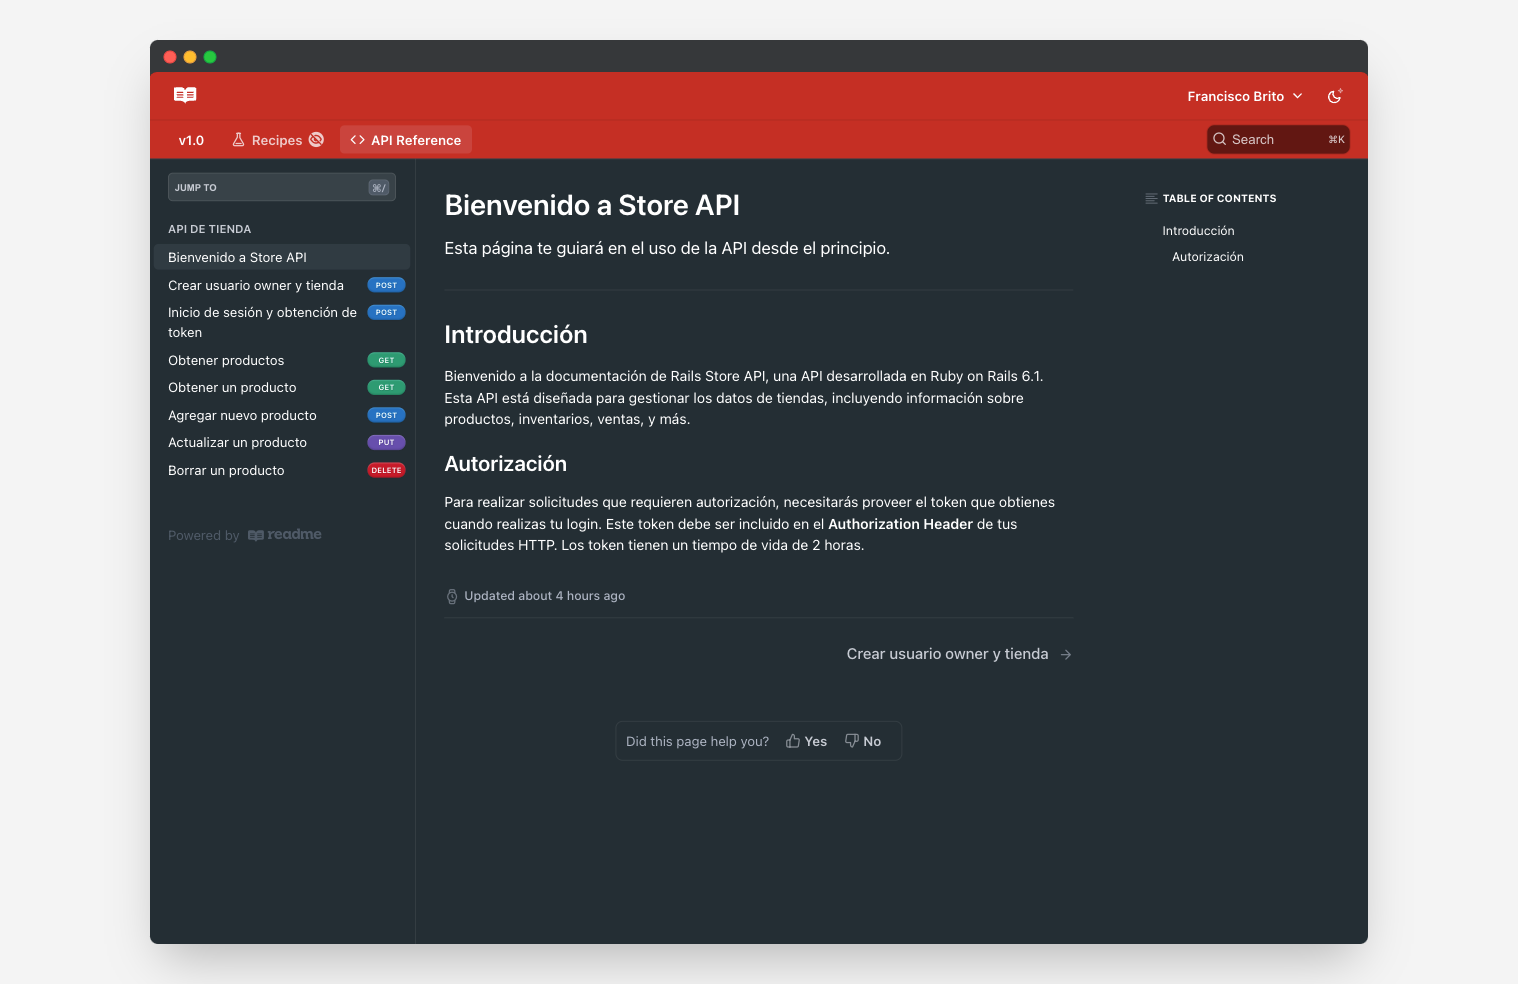 Francisco Brito
v1.0
Recipes
API Reference
Search ⌘K
JUMP TO ⌘/
API DE TIENDA
Bienvenido a Store API
Crear usuario owner y tienda POST
Inicio de sesión y obtención de POST
token
Obtener productos GET
Obtener un producto GET
Agregar nuevo producto POST
Actualizar un producto PUT
Borrar un producto DELETE
Powered by readme
Bienvenido a Store API
Esta página te guiará en el uso de la API desde el principio.
Introducción
Bienvenido a la documentación de Rails Store API, una API desarrollada en Ruby on Rails 6.1.
Esta API está diseñada para gestionar los datos de tiendas, incluyendo información sobre
productos, inventarios, ventas, y más.
Autorización
Para realizar solicitudes que requieren autorización, necesitarás proveer el token que obtienes
cuando realizas tu login. Este token debe ser incluido en el Authorization Header de tus
solicitudes HTTP. Los token tienen un tiempo de vida de 2 horas.
Updated about 4 hours ago
Crear usuario owner y tienda →
Did this page help you? Yes No
TABLE OF CONTENTS
Introducción
Autorización